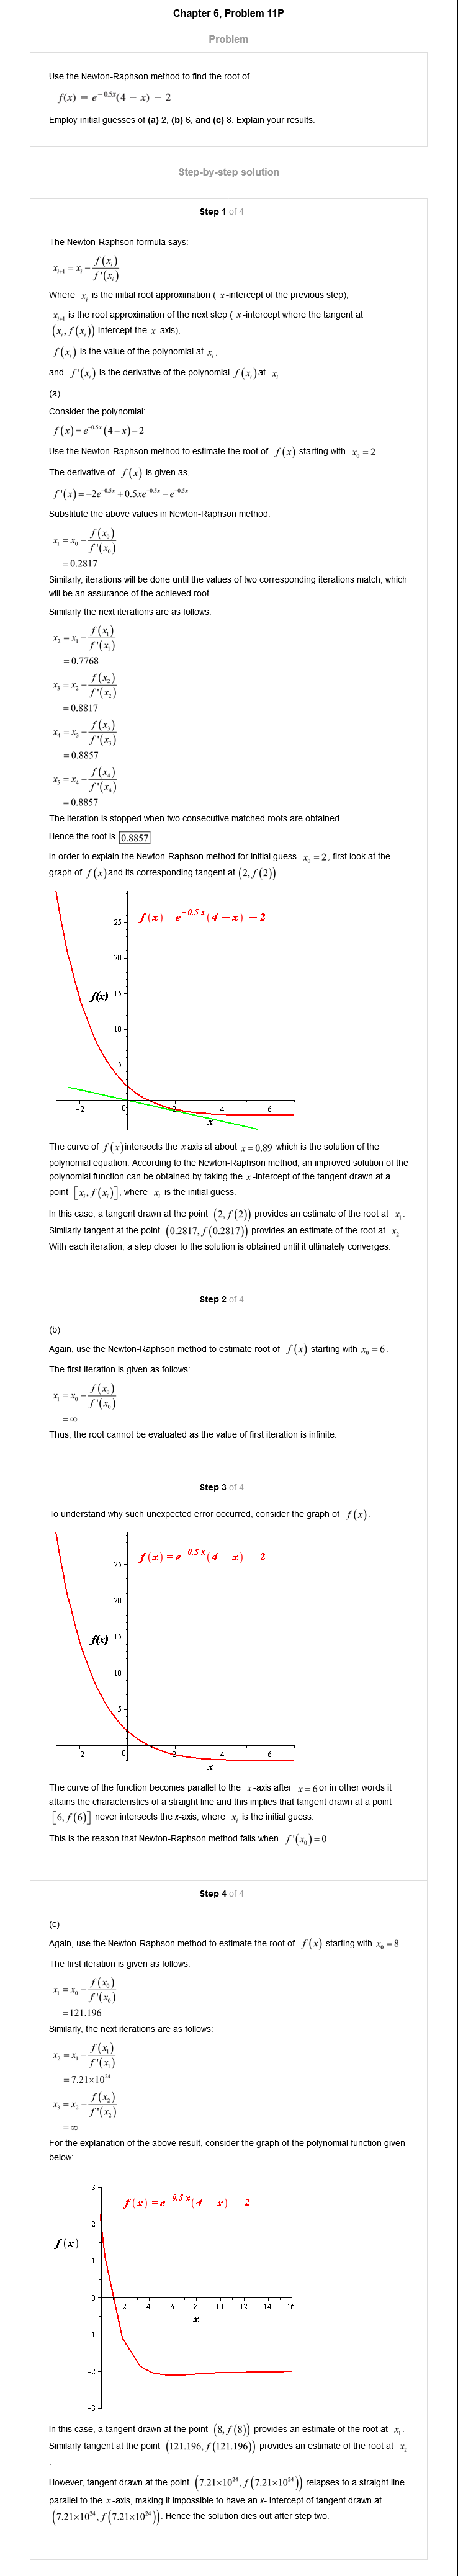 Chapter 6, Problem 11P
Problem
Use the Newton-Raphson method to find the root of
f(x) = e^{-0.5x}(4 − x) − 2
Employ initial guesses of (a) 2, (b) 6, and (c) 8. Explain your results.
Step-by-step solution
Step 1 of 4
The Newton-Raphson formula says:
x_{i+1} = x_i − f(x_i)/f'(x_i)
Where x_i is the initial root approximation ( x-intercept of the previous step),
x_{i+1} is the root approximation of the next step ( x-intercept where the tangent at
(x_i, f(x_i)) intercept the x-axis),
f(x_i) is the value of the polynomial at x_i,
and f'(x_i) is the derivative of the polynomial f(x_i) at x_i.
(a)
Consider the polynomial:
f(x) = e^{-0.5x}(4−x)−2
Use the Newton-Raphson method to estimate the root of f(x) starting with x_0 = 2.
The derivative of f(x) is given as,
f'(x) = −2e^{-0.5x} + 0.5xe^{-0.5x} − e^{-0.5x}
Substitute the above values in Newton-Raphson method.
x_1 = x_0 − f(x_0)/f'(x_0)
= 0.2817
Similarly, iterations will be done until the values of two corresponding iterations match, which
will be an assurance of the achieved root
Similarly the next iterations are as follows:
x_2 = x_1 − f(x_1)/f'(x_1)
= 0.7768
x_3 = x_2 − f(x_2)/f'(x_2)
= 0.8817
x_4 = x_3 − f(x_3)/f'(x_3)
= 0.8857
x_5 = x_4 − f(x_4)/f'(x_4)
= 0.8857
The iteration is stopped when two consecutive matched roots are obtained.
Hence the root is 0.8857
In order to explain the Newton-Raphson method for initial guess x_0 = 2, first look at the
graph of f(x) and its corresponding tangent at (2, f(2)).
f(x) = e^{-0.5 x}(4 − x) − 2
25
20
f(x) 15
10
5
−2 0 2 4 6
x
The curve of f(x) intersects the x axis at about x = 0.89 which is the solution of the
polynomial equation. According to the Newton-Raphson method, an improved solution of the
polynomial function can be obtained by taking the x-intercept of the tangent drawn at a
point [x_i, f(x_i)], where x_i is the initial guess.
In this case, a tangent drawn at the point (2, f(2)) provides an estimate of the root at x_1.
Similarly tangent at the point (0.2817, f(0.2817)) provides an estimate of the root at x_2.
With each iteration, a step closer to the solution is obtained until it ultimately converges.
Step 2 of 4
(b)
Again, use the Newton-Raphson method to estimate root of f(x) starting with x_0 = 6.
The first iteration is given as follows:
x_1 = x_0 − f(x_0)/f'(x_0)
= ∞
Thus, the root cannot be evaluated as the value of first iteration is infinite.
Step 3 of 4
To understand why such unexpected error occurred, consider the graph of f(x).
f(x) = e^{-0.5 x}(4 − x) − 2
25
20
f(x) 15
10
5
−2 0 2 4 6
x
The curve of the function becomes parallel to the x-axis after x = 6 or in other words it
attains the characteristics of a straight line and this implies that tangent drawn at a point
[6, f(6)] never intersects the x-axis, where x_i is the initial guess.
This is the reason that Newton-Raphson method fails when f'(x_0) = 0.
Step 4 of 4
(c)
Again, use the Newton-Raphson method to estimate the root of f(x) starting with x_0 = 8.
The first iteration is given as follows:
x_1 = x_0 − f(x_0)/f'(x_0)
= 121.196
Similarly, the next iterations are as follows:
x_2 = x_1 − f(x_1)/f'(x_1)
= 7.21×10^{24}
x_3 = x_2 − f(x_2)/f'(x_2)
= ∞
For the explanation of the above result, consider the graph of the polynomial function given
below:
3
f(x) = e^{-0.5 x}(4 − x) − 2
2
f(x)
1
0
2 4 6 8 10 12 14 16
x
−1
−2
−3
In this case, a tangent drawn at the point (8, f(8)) provides an estimate of the root at x_1.
Similarly tangent at the point (121.196, f(121.196)) provides an estimate of the root at x_2
.
However, tangent drawn at the point (7.21×10^{24}, f(7.21×10^{24})) relapses to a straight line
parallel to the x-axis, making it impossible to have an x- intercept of tangent drawn at
(7.21×10^{24}, f(7.21×10^{24})). Hence the solution dies out after step two.